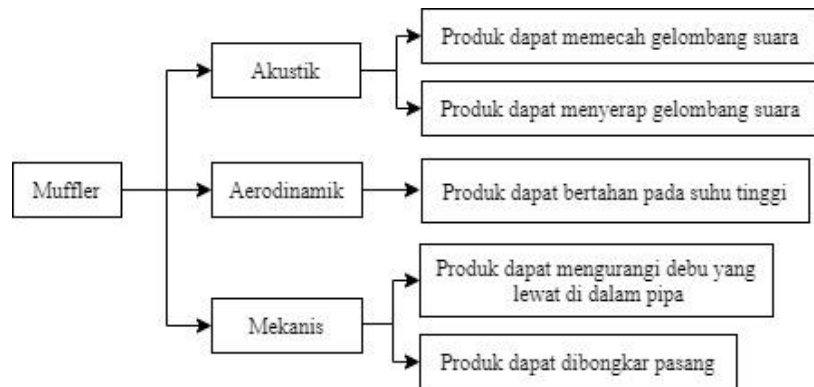 Produk dapat memecah gelombang suara
Akustik
Produk dapat menyerap gelombang suara
Muffler
Aerodinamik
Produk dapat bertahan pada suhu tinggi
Produk dapat mengurangi debu yang
lewat di dalam pipa
Mekanis
Produk dapat dibongkar pasang